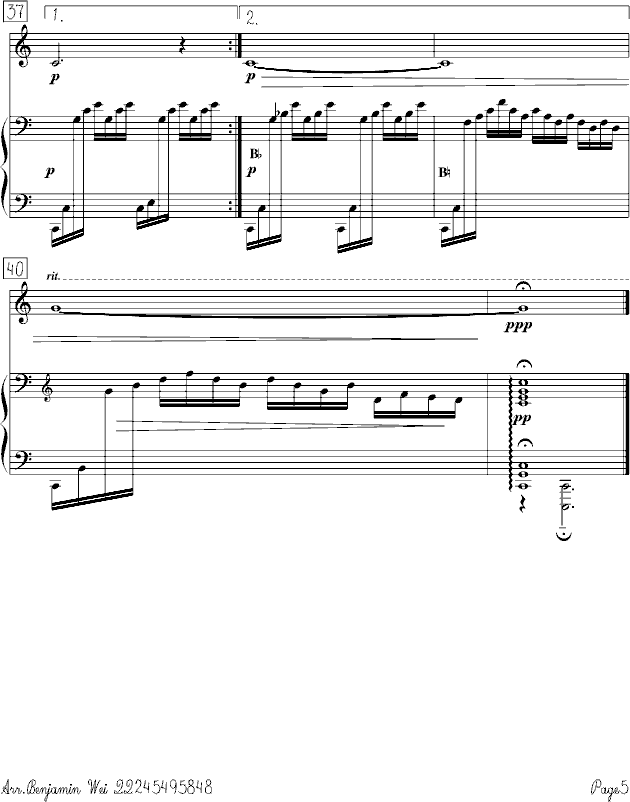 37 1. 2.
p p
B♭
p p B♮
40 rit.
ppp
pp
Arr.Benjamin Wei 22245495848 Page5